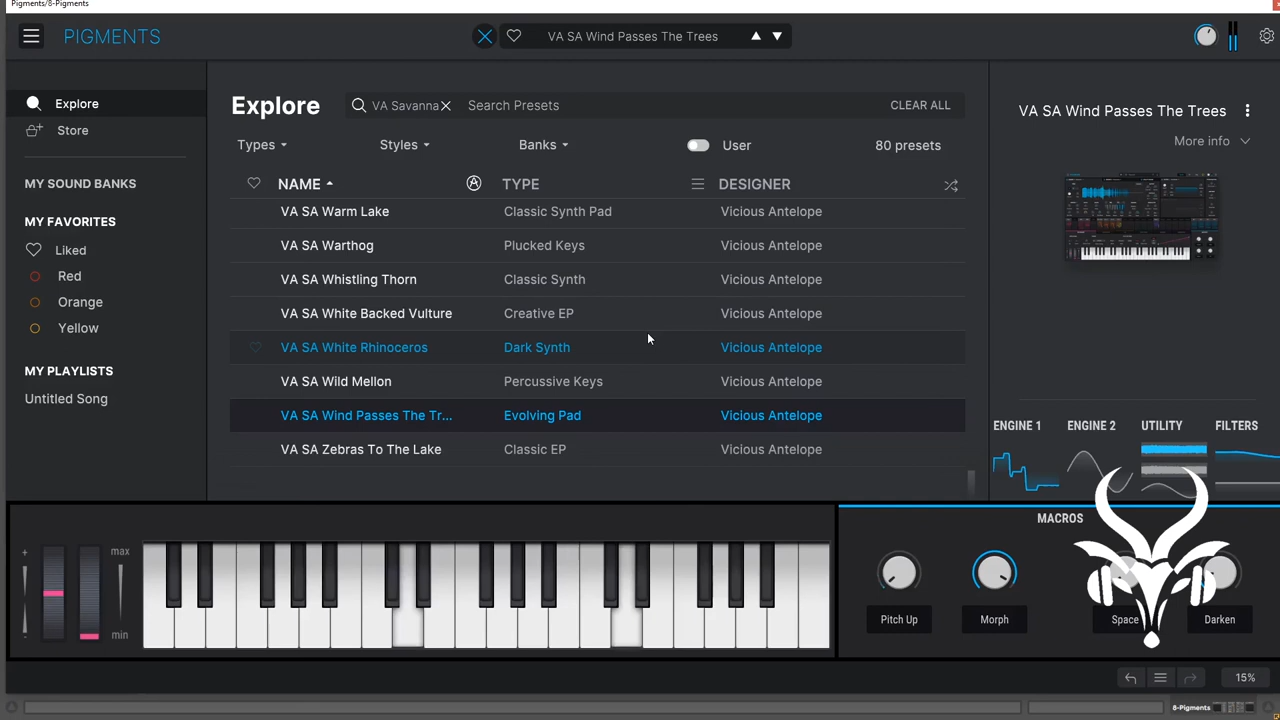 Pigments/8-Pigments
PIGMENTS
VA SA Wind Passes The Trees
Explore
Store
MY SOUND BANKS
MY FAVORITES
Liked
Red
Orange
Yellow
MY PLAYLISTS
Untitled Song
Explore
VA Savanna
Search Presets
CLEAR ALL
Types
Styles
Banks
User
80 presets
NAME TYPE DESIGNER
VA SA Warm Lake Classic Synth Pad Vicious Antelope
VA SA Warthog Plucked Keys Vicious Antelope
VA SA Whistling Thorn Classic Synth Vicious Antelope
VA SA White Backed Vulture Creative EP Vicious Antelope
VA SA White Rhinoceros Dark Synth Vicious Antelope
VA SA Wild Mellon Percussive Keys Vicious Antelope
VA SA Wind Passes The Tr... Evolving Pad Vicious Antelope
VA SA Zebras To The Lake Classic EP Vicious Antelope
VA SA Wind Passes The Trees
More info
ENGINE 1 ENGINE 2 UTILITY FILTERS
+
-
max
min
MACROS
Pitch Up Morph Space Darken
15%
8-Pigments